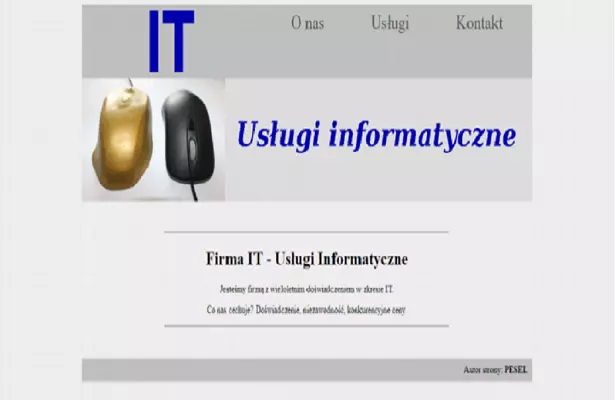 IT
O nas Usługi Kontakt
Usługi informatyczne
Firma IT - Usługi Informatyczne
Jesteśmy firmą z wieloletnim doświadczeniem w zkresie IT.
Co nas cechuje? Doświadczenie, niezawodność, konkurencyjne ceny
Autor strony: PESEL